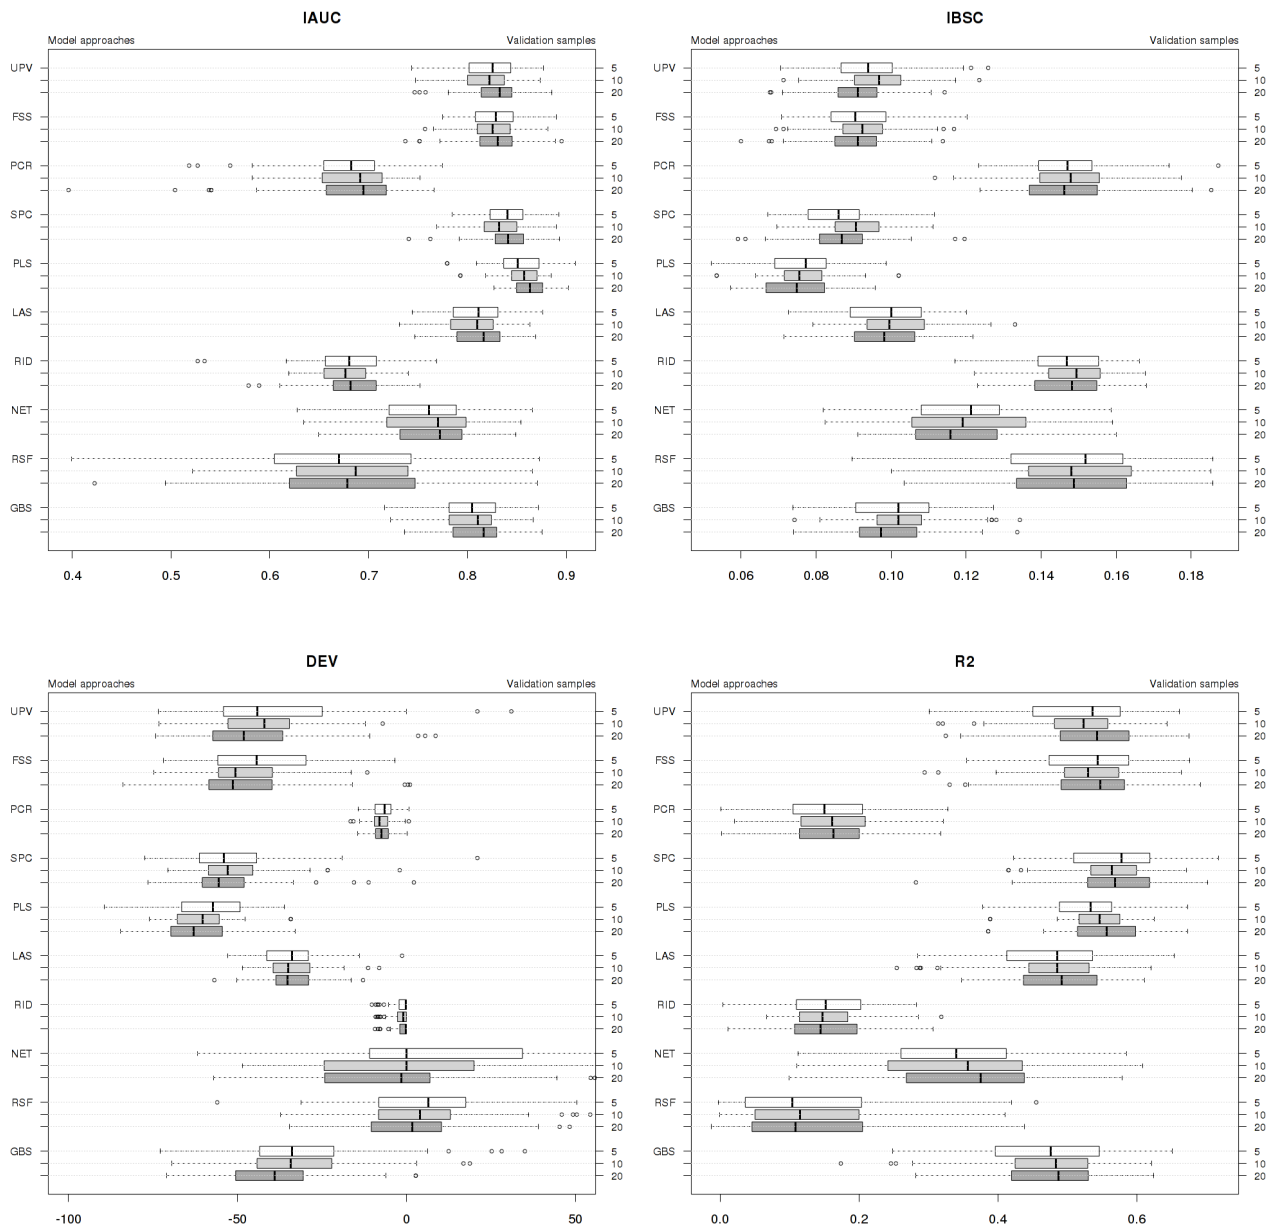 IAUC
Model approaches Validation samples
UPV 5
10
20
FSS 5
10
20
PCR 5
10
20
SPC 5
10
20
PLS 5
10
20
LAS 5
10
20
RID 5
10
20
NET 5
10
20
RSF 5
10
20
GBS 5
10
20
0.4 0.5 0.6 0.7 0.8 0.9
IBSC
Model approaches Validation samples
UPV 5
10
20
FSS 5
10
20
PCR 5
10
20
SPC 5
10
20
PLS 5
10
20
LAS 5
10
20
RID 5
10
20
NET 5
10
20
RSF 5
10
20
GBS 5
10
20
0.06 0.08 0.10 0.12 0.14 0.16 0.18
DEV
Model approaches Validation samples
UPV 5
10
20
FSS 5
10
20
PCR 5
10
20
SPC 5
10
20
PLS 5
10
20
LAS 5
10
20
RID 5
10
20
NET 5
10
20
RSF 5
10
20
GBS 5
10
20
-100 -50 0 50
R2
Model approaches Validation samples
UPV 5
10
20
FSS 5
10
20
PCR 5
10
20
SPC 5
10
20
PLS 5
10
20
LAS 5
10
20
RID 5
10
20
NET 5
10
20
RSF 5
10
20
GBS 5
10
20
0.0 0.2 0.4 0.6